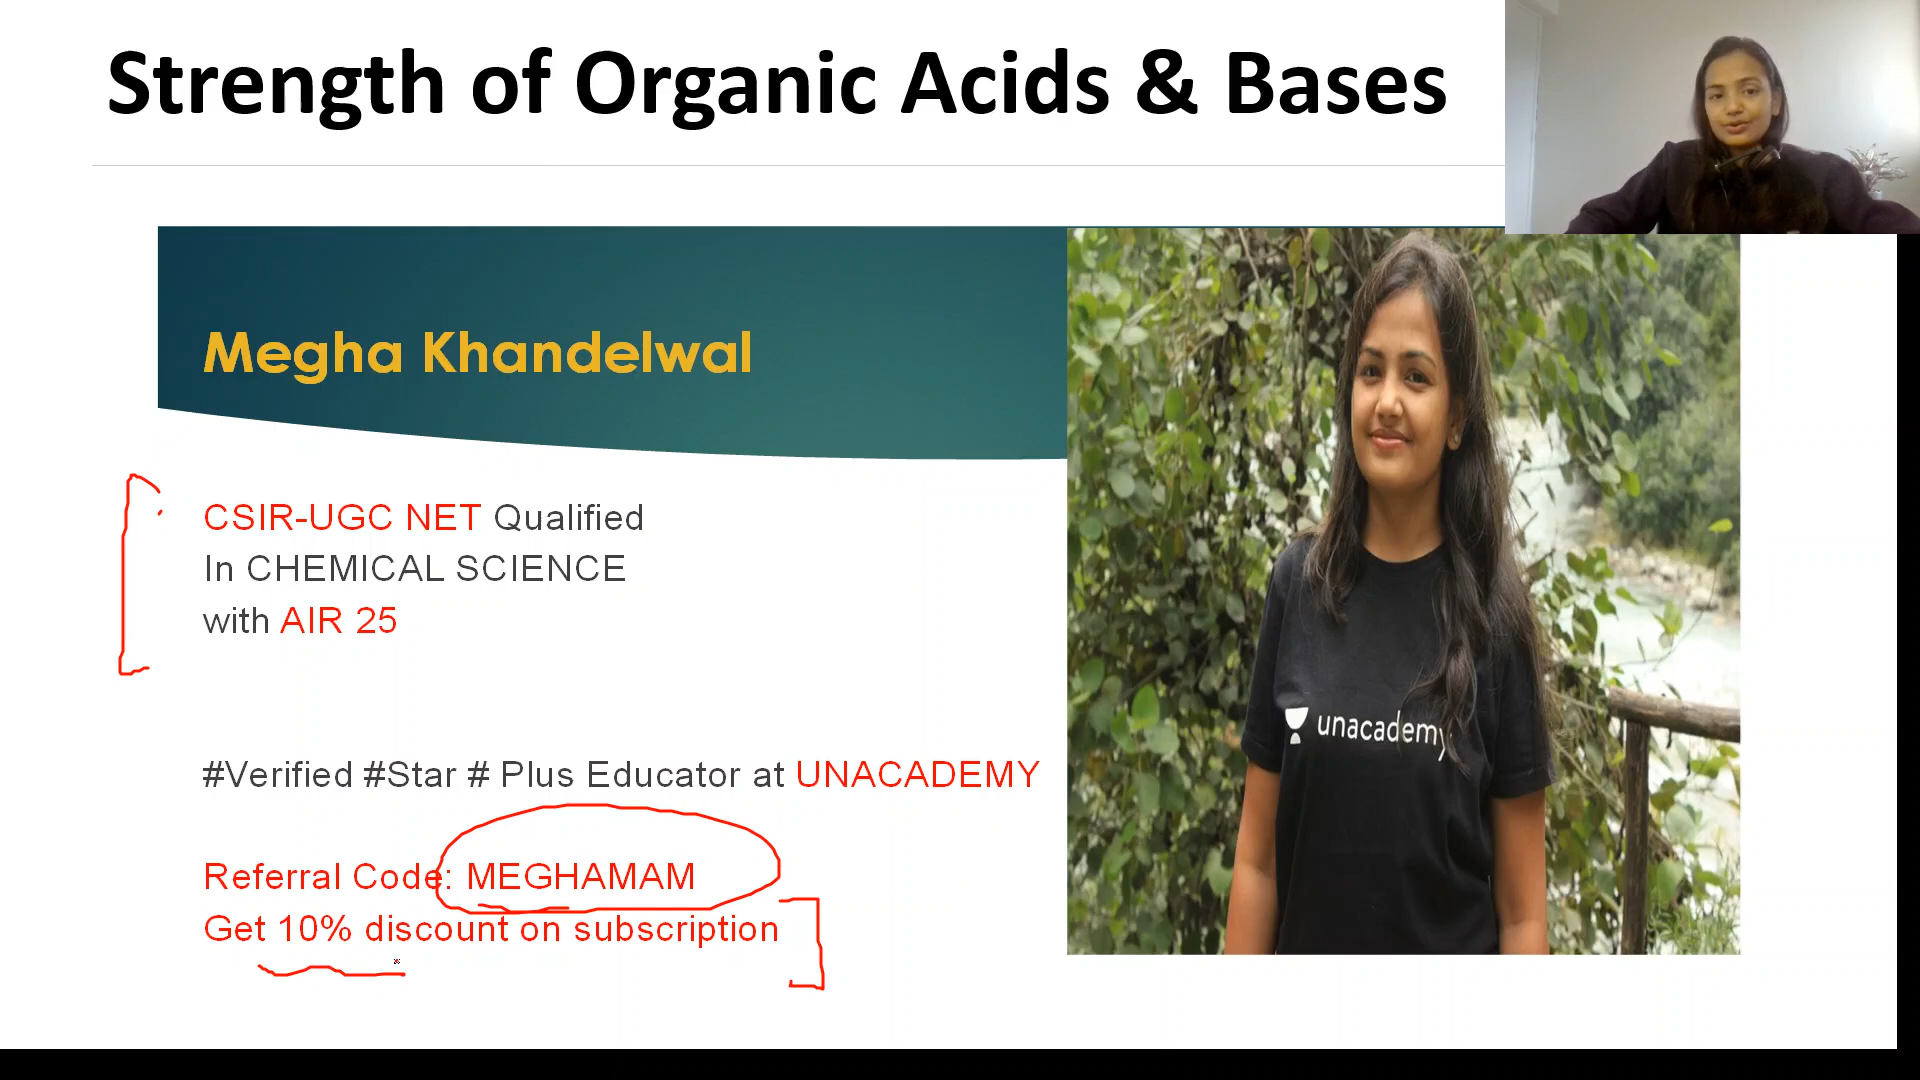 Strength of Organic Acids & Bases
Megha Khandelwal
CSIR-UGC NET Qualified
In CHEMICAL SCIENCE
with AIR 25
#Verified #Star # Plus Educator at UNACADEMY
Referral Code: MEGHAMAM
Get 10% discount on subscription
unacademy